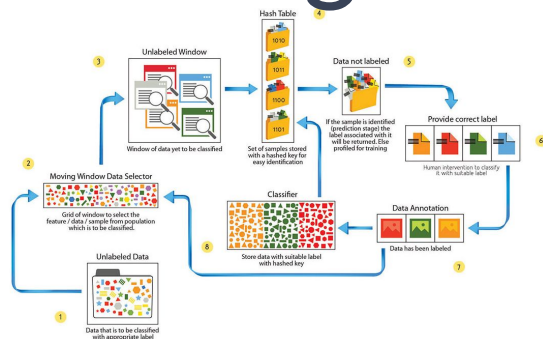 Hash Table
4
1010
1011
1100
1101
Set of samples stored
with a hashed key for
easy identification
3
Unlabeled Window
Window of data yet to be classified
Data not labeled
5
If the sample is identified
(prediction stage) the
label associated with it
will be returned. Else
profiled for training
Provide correct label
6
Human intervention to classify
it with suitable label
2
Moving Window Data Selector
Grid of window to select the
feature / data / sample from population
which is to be classified.
Classifier
8
Store data with suitable label
with hashed key
Data Annotation
Data has been labeled
7
Unlabeled Data
1
Data that is to be classified
with appropriate label